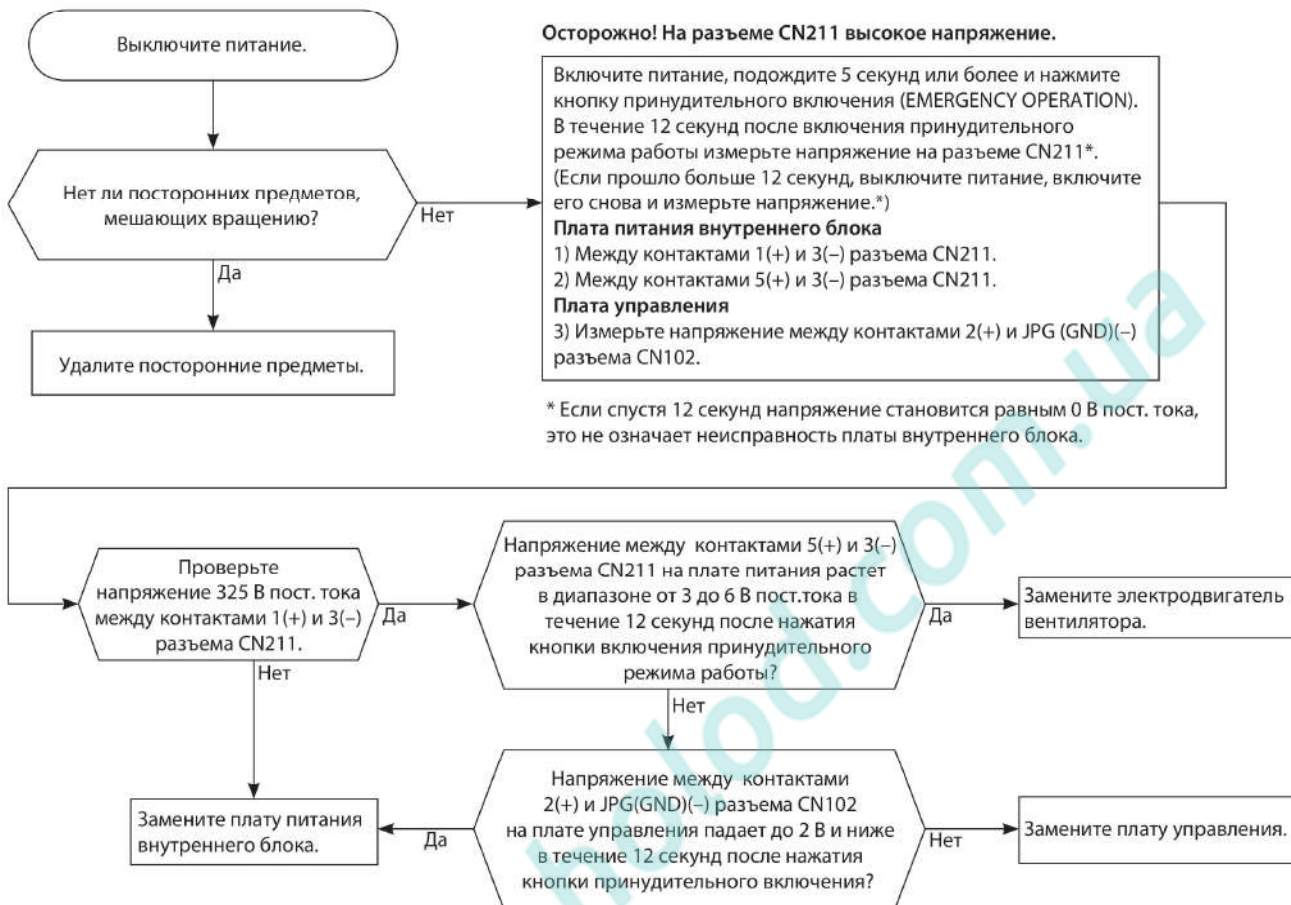 Выключите питание.
Осторожно! На разъеме CN211 высокое напряжение.
Включите питание, подождите 5 секунд или более и нажмите
кнопку принудительного включения (EMERGENCY OPERATION).
В течение 12 секунд после включения принудительного
режима работы измерьте напряжение на разъеме CN211*.
(Если прошло больше 12 секунд, выключите питание, включите
его снова и измерьте напряжение.*)
Плата питания внутреннего блока
1) Между контактами 1(+) и 3(–) разъема CN211.
2) Между контактами 5(+) и 3(–) разъема CN211.
Плата управления
3) Измерьте напряжение между контактами 2(+) и JPG (GND)(–)
разъема CN102.
Нет ли посторонних предметов,
мешающих вращению?
Нет
Да
Удалите посторонние предметы.
* Если спустя 12 секунд напряжение становится равным 0 В пост. тока,
это не означает неисправность платы внутреннего блока.
Проверьте
напряжение 325 В пост. тока
между контактами 1(+) и 3(–)
разъема CN211.
Да
Нет
Напряжение между контактами 5(+) и 3(–)
разъема CN211 на плате питания растет
в диапазоне от 3 до 6 В пост.тока в
течение 12 секунд после нажатия
кнопки включения принудительного
режима работы?
Да
Нет
Замените электродвигатель
вентилятора.
Замените плату питания
внутреннего блока.
Да
Напряжение между контактами
2(+) и JPG(GND)(–) разъема CN102
на плате управления падает до 2 В и ниже
в течение 12 секунд после нажатия
кнопки принудительного включения?
Нет
Замените плату управления.
holod.com.ua